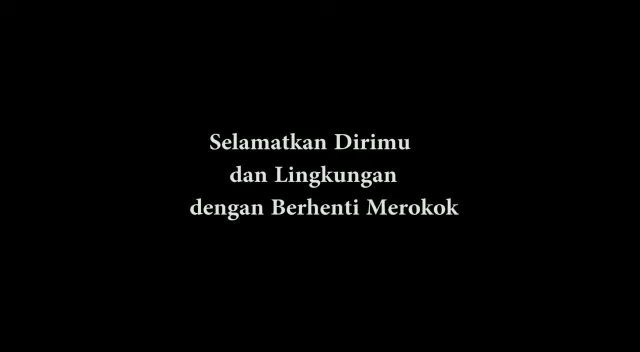 Selamatkan Dirimu
dan Lingkungan
dengan Berhenti Merokok